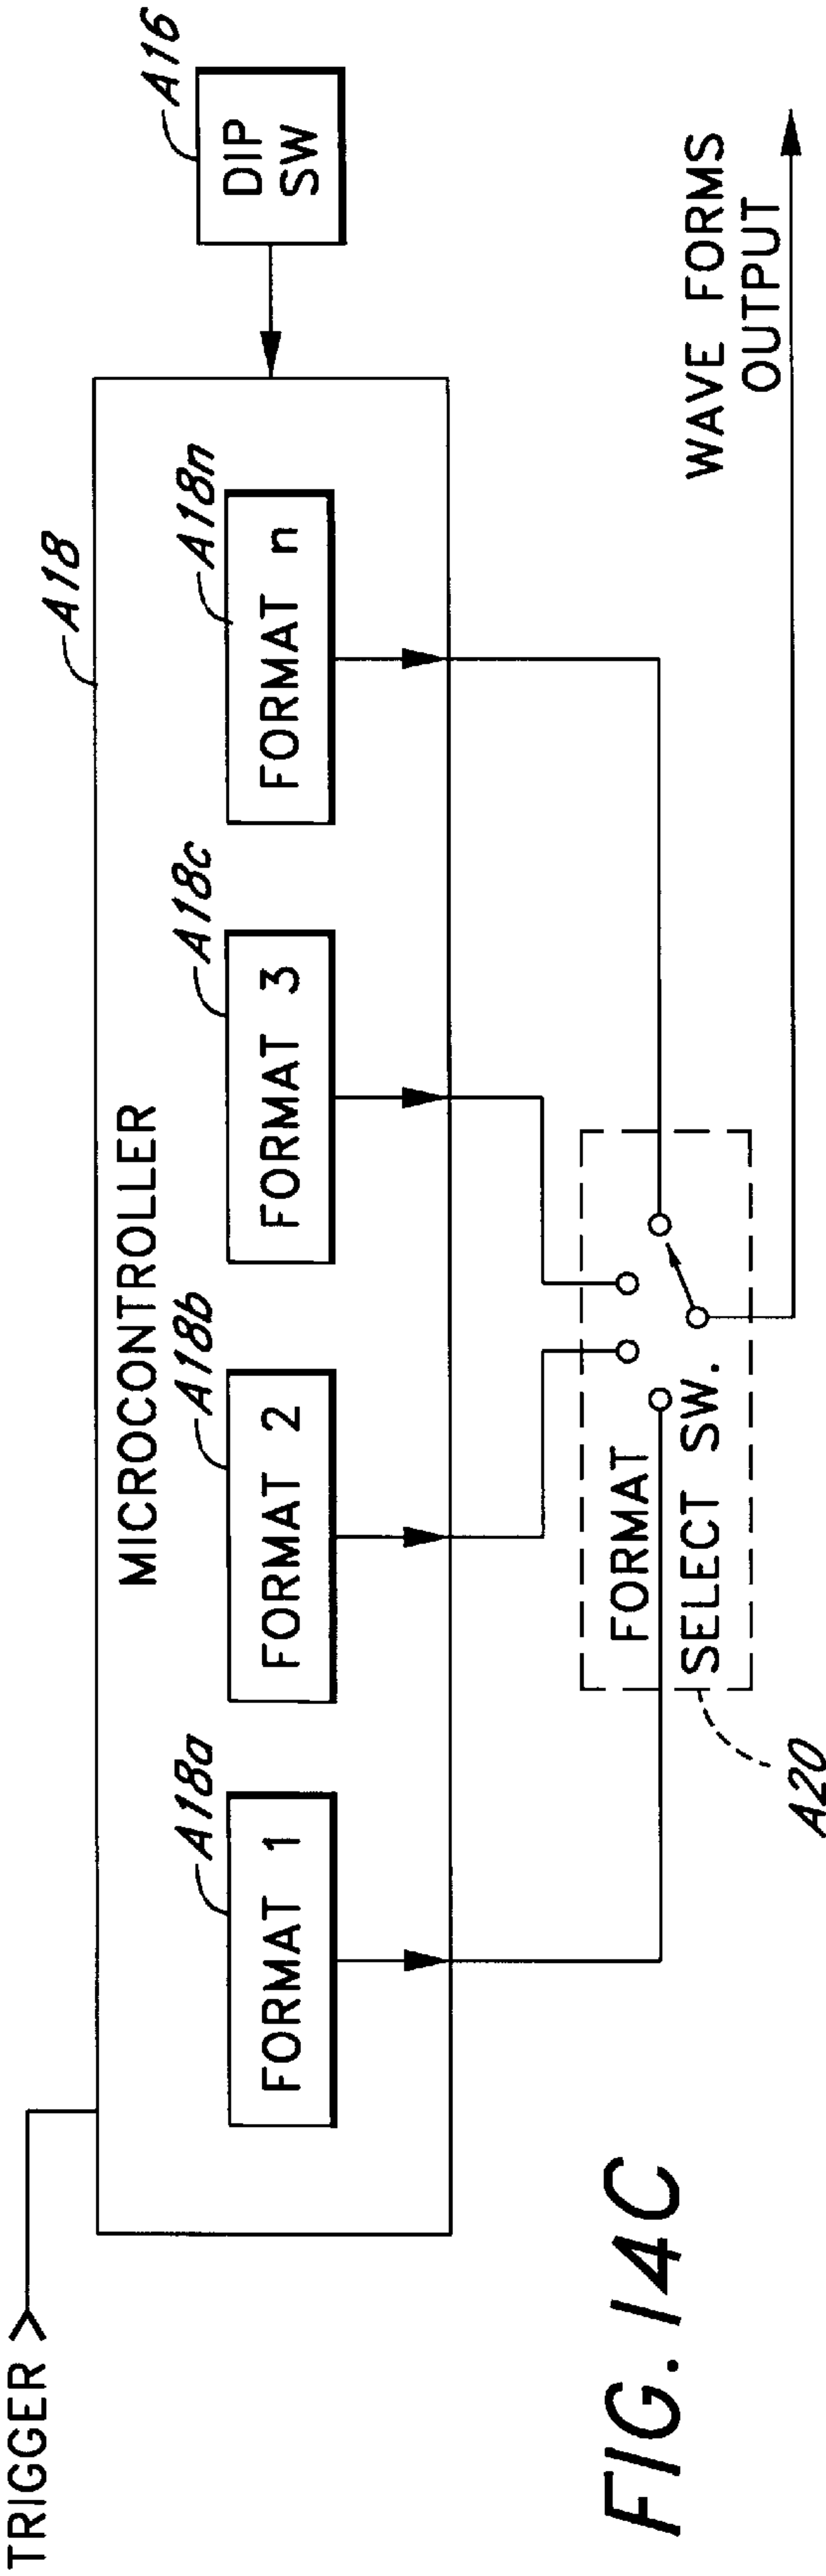 TRIGGER
A18
A16
MICROCONTROLLER
DIP
SW
A18a
A18b
A18c
A18n
FORMAT 1
FORMAT 2
FORMAT 3
FORMAT n
FORMAT
SELECT SW.
A20
WAVE FORMS
OUTPUT
FIG. 14C